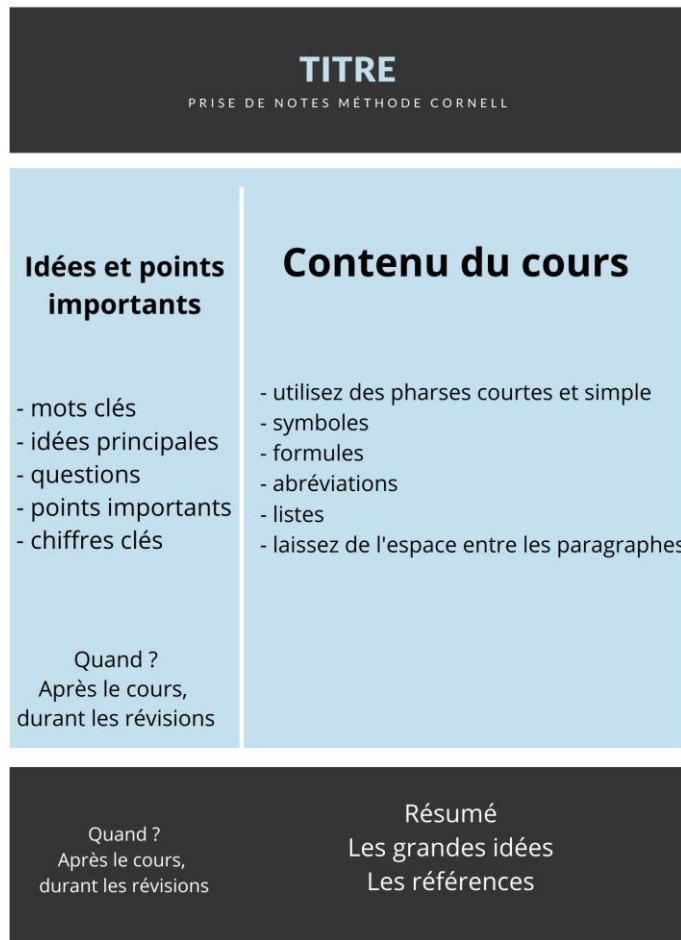 TITRE
PRISE DE NOTES MÉTHODE CORNELL
Idées et points
importants
- mots clés
- idées principales
- questions
- points importants
- chiffres clés
Quand ?
Après le cours,
durant les révisions
Contenu du cours
- utilisez des pharses courtes et simple
- symboles
- formules
- abréviations
- listes
- laissez de l'espace entre les paragraphes
Quand ?
Après le cours,
durant les révisions
Résumé
Les grandes idées
Les références